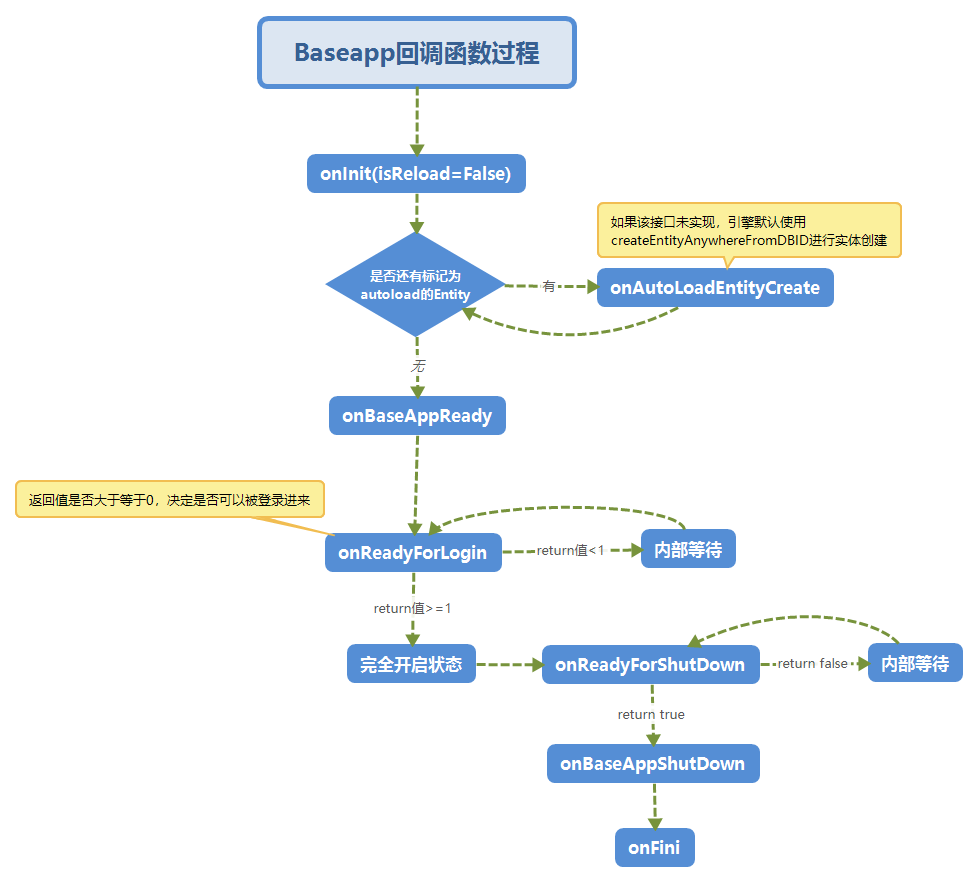 Baseapp回调函数过程
onInit(isReload=False)
如果该接口未实现，引擎默认使用
createEntityAnywhereFromDBID进行实体创建
是否还有标记为
autoload的Entity
有
onAutoLoadEntityCreate
无
onBaseAppReady
返回值是否大于等于0，决定是否可以被登录进来
onReadyForLogin
return值<1
内部等待
return值>=1
完全开启状态
onReadyForShutDown
return false
内部等待
return true
onBaseAppShutDown
onFini